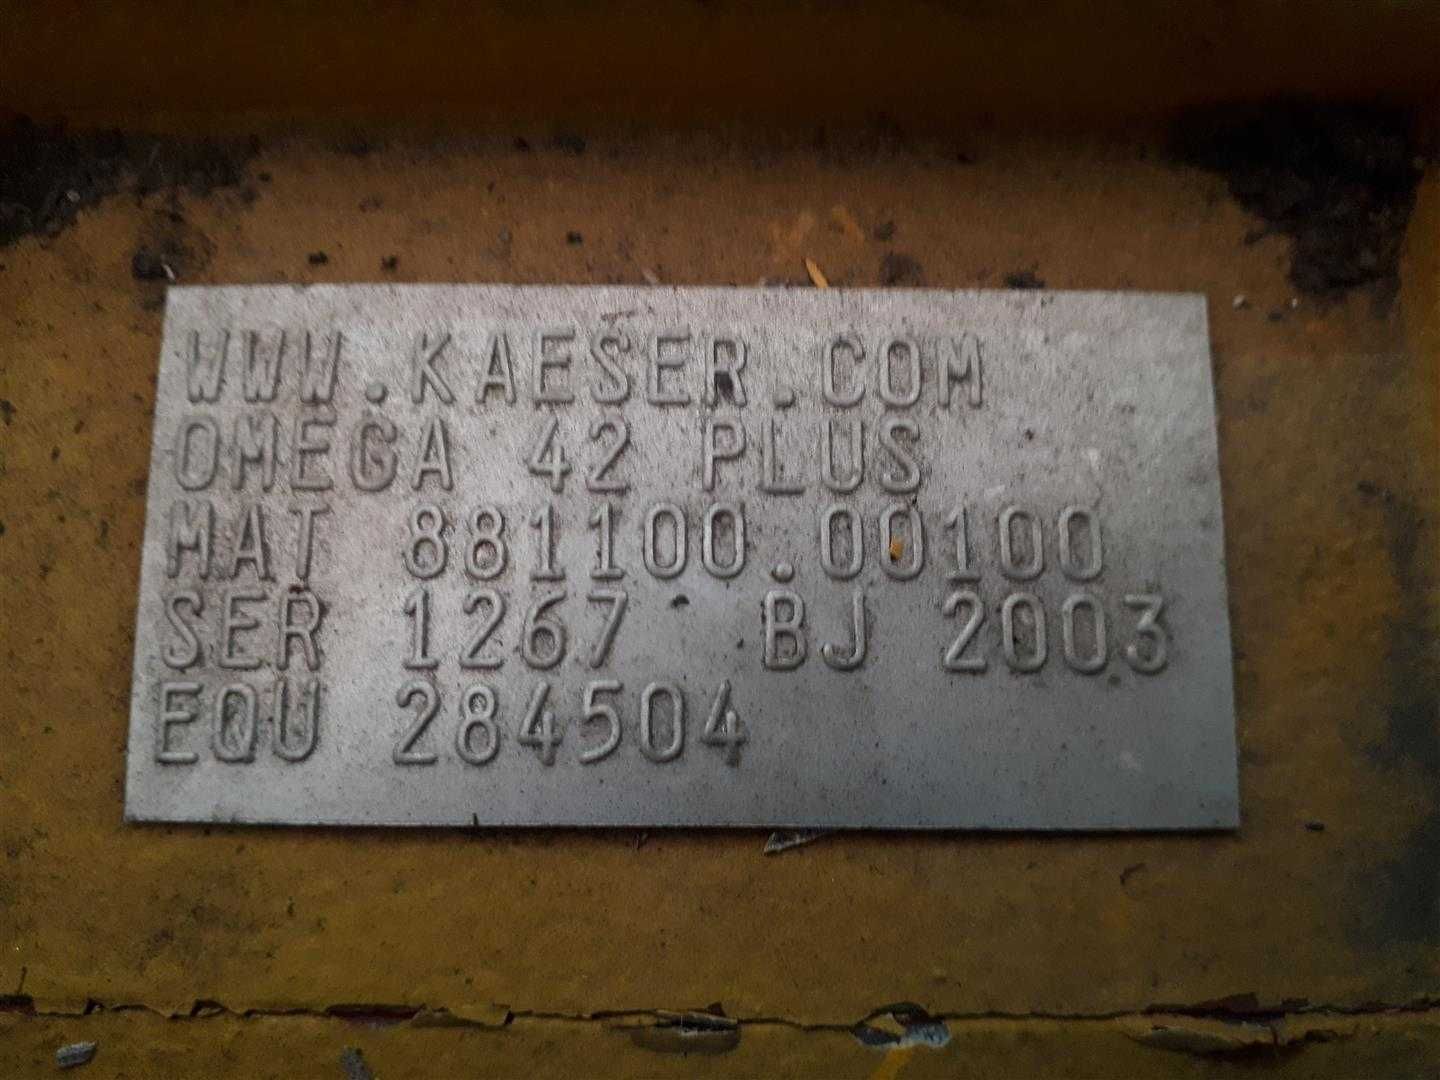 WWW.KAESER.COM
OMEGA 42 PLUS
MAT 881100.00100
SER 1267 BJ 2003
EQU 284504